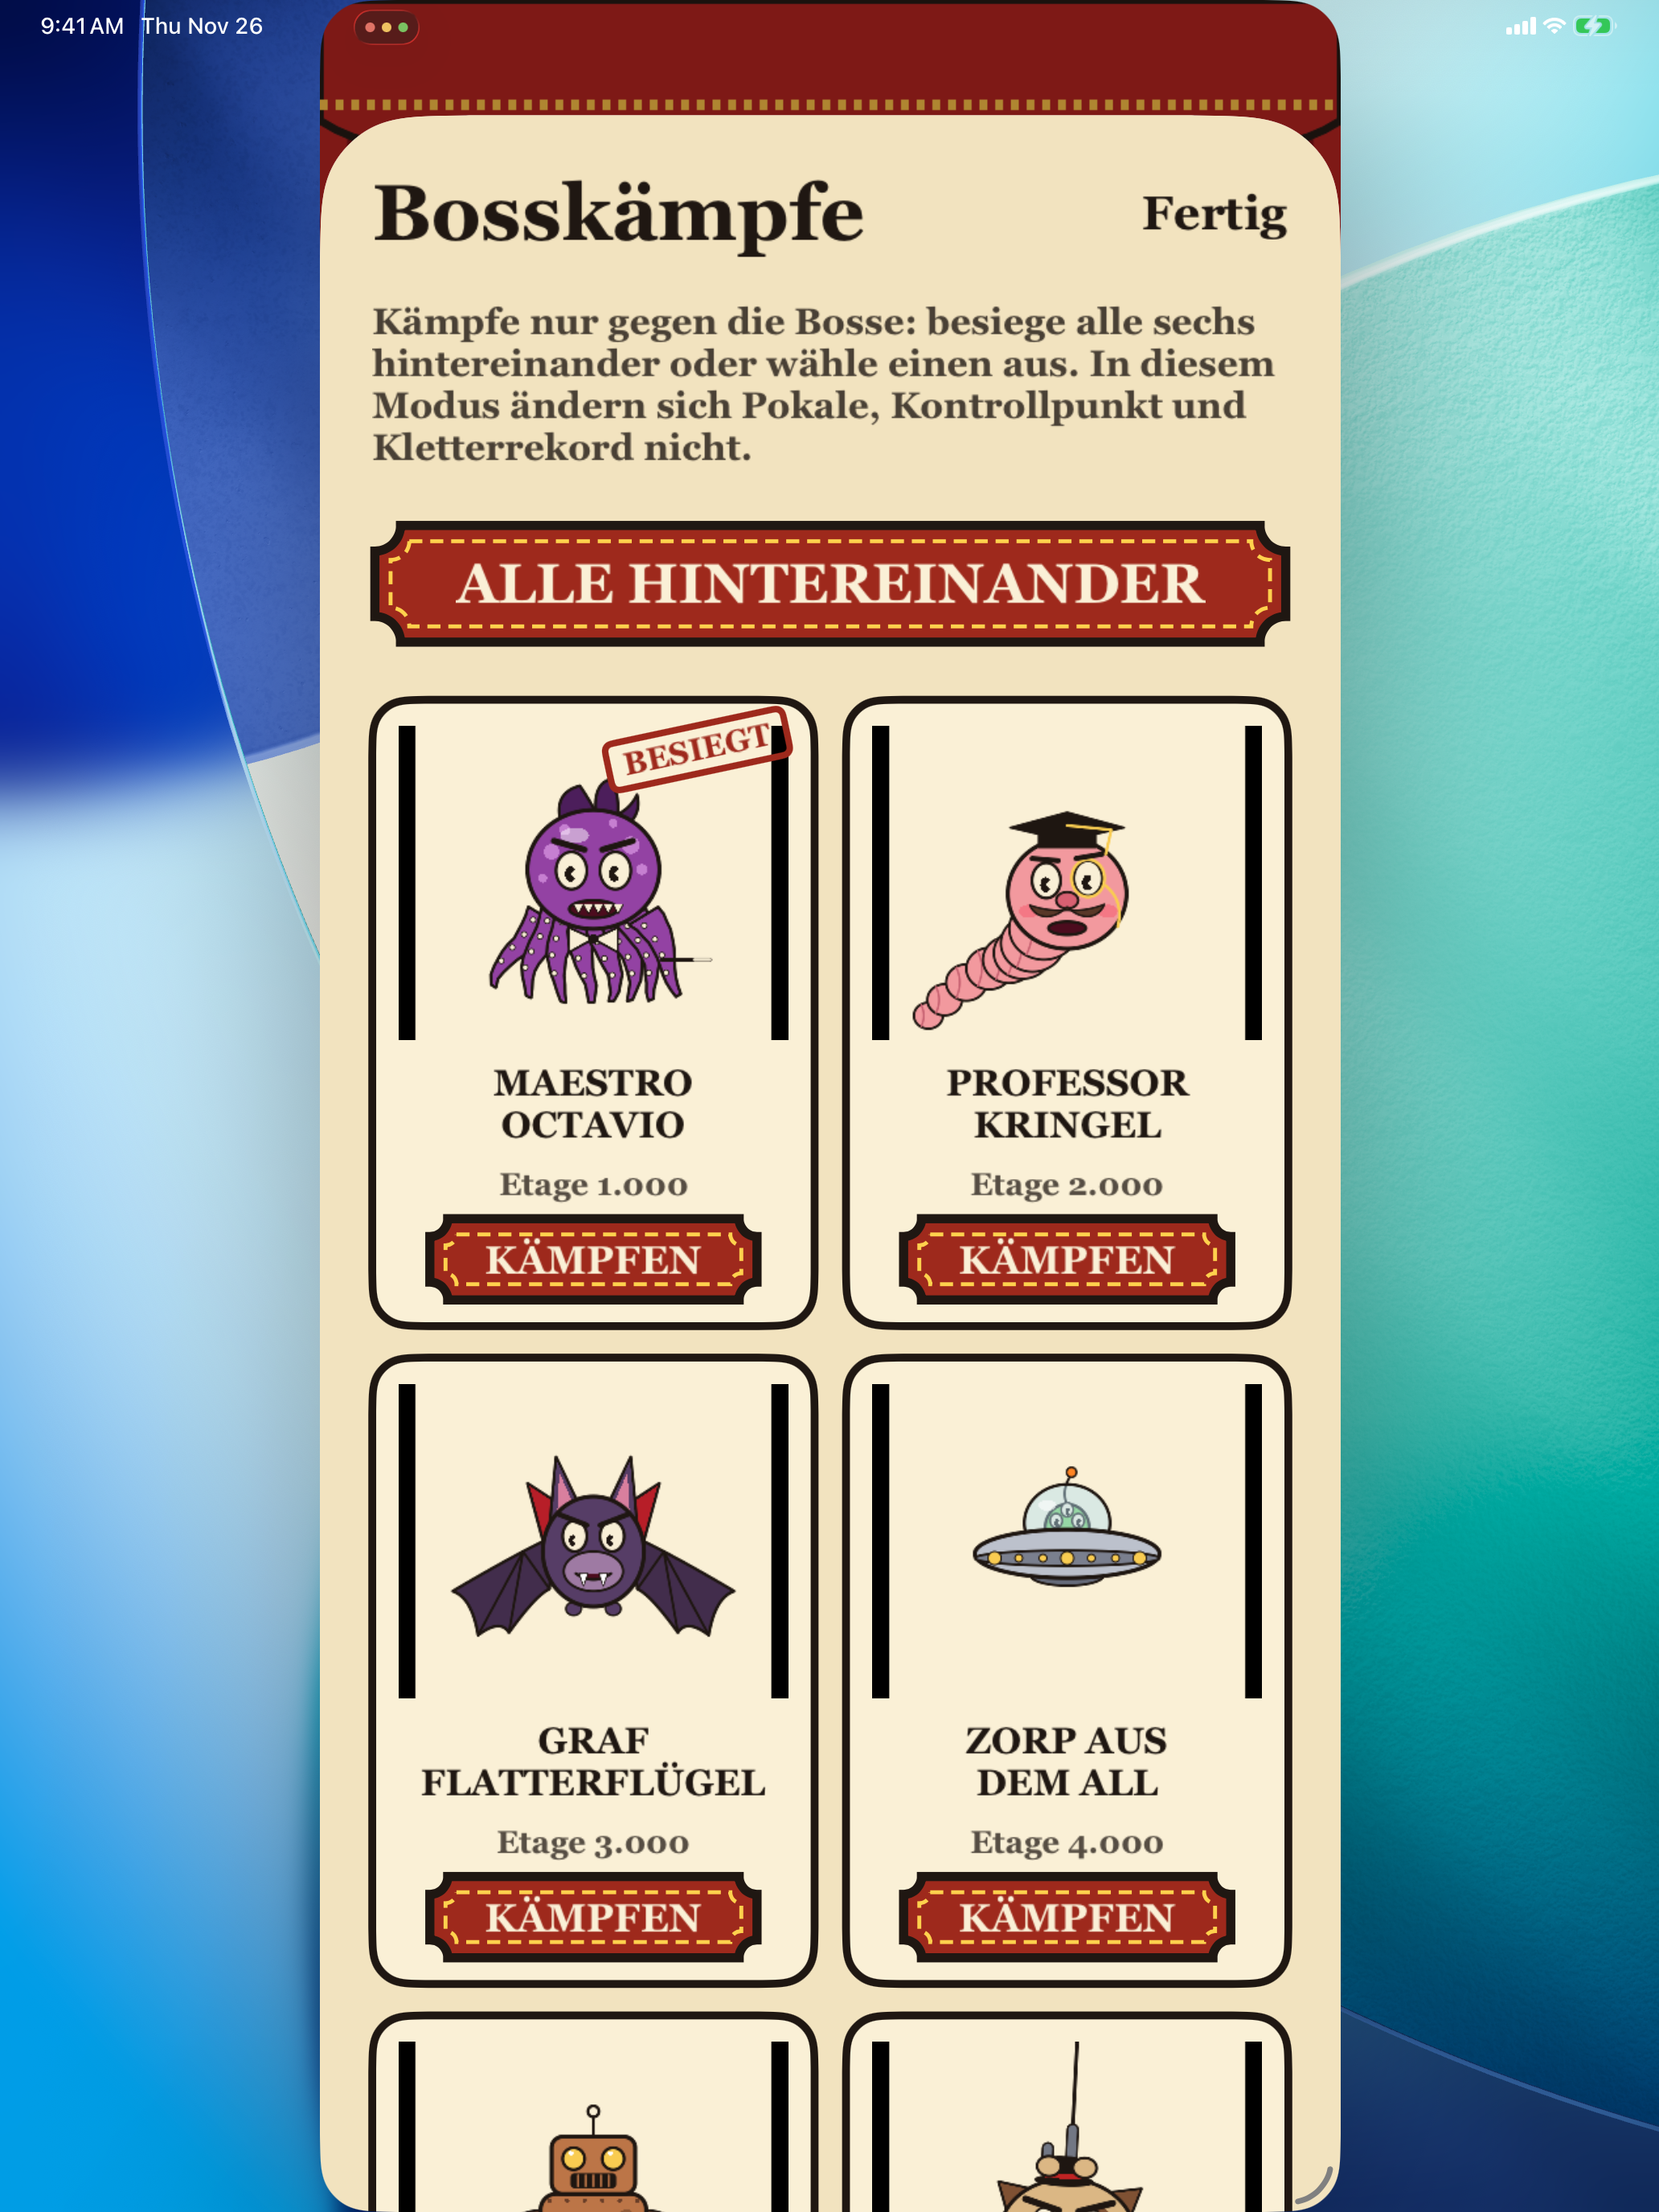 9:41 AM Thu Nov 26
Bosskämpfe
Fertig
Kämpfe nur gegen die Bosse: besiege alle sechs
hintereinander oder wähle einen aus. In diesem
Modus ändern sich Pokale, Kontrollpunkt und
Kletterrekord nicht.
ALLE HINTEREINANDER
BESIEGT
MAESTRO
OCTAVIO
Etage 1.000
KÄMPFEN
PROFESSOR
KRINGEL
Etage 2.000
KÄMPFEN
GRAF
FLATTERFLÜGEL
Etage 3.000
KÄMPFEN
ZORP AUS
DEM ALL
Etage 4.000
KÄMPFEN